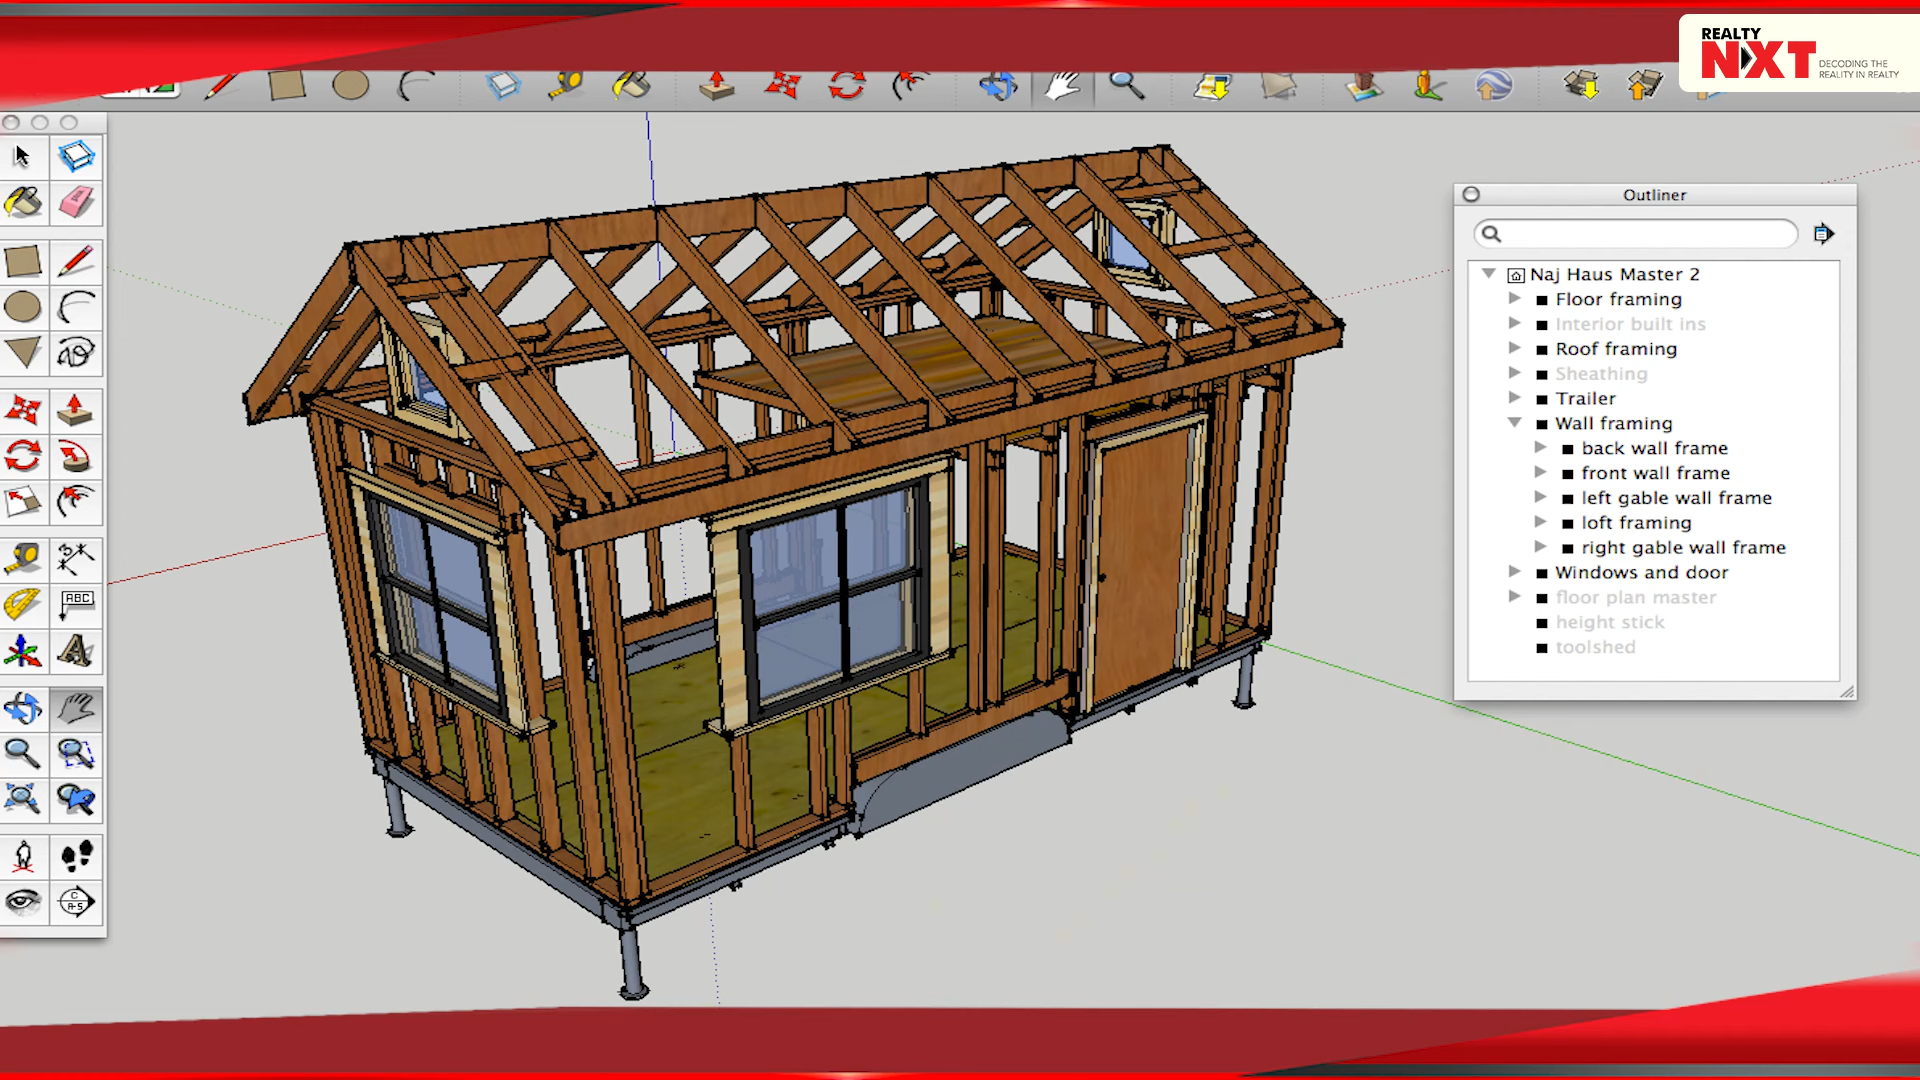 REALTY
NXT
DECODING THE
REALITY IN REALTY
Outliner
Naj Haus Master 2
Floor framing
Interior built ins
Roof framing
Sheathing
Trailer
Wall framing
back wall frame
front wall frame
left gable wall frame
loft framing
right gable wall frame
Windows and door
floor plan master
height stick
toolshed
ABC
A
C
A-5